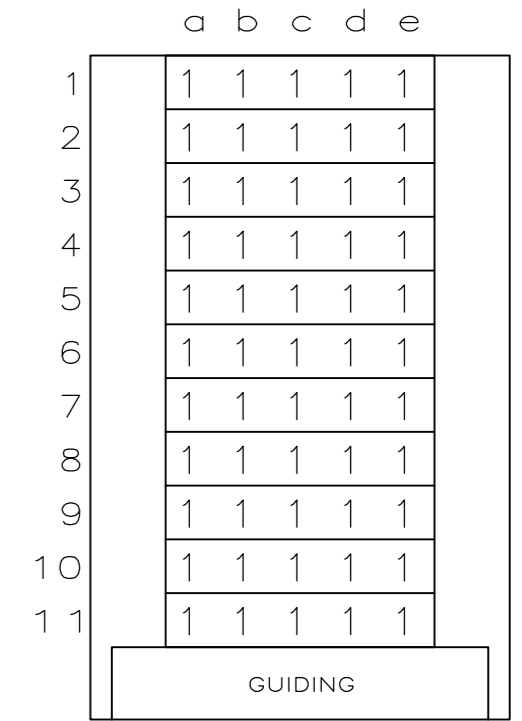 a b c d e
1 1 1 1 1 1
2 1 1 1 1 1
3 1 1 1 1 1
4 1 1 1 1 1
5 1 1 1 1 1
6 1 1 1 1 1
7 1 1 1 1 1
8 1 1 1 1 1
9 1 1 1 1 1
10 1 1 1 1 1
11 1 1 1 1 1
GUIDING